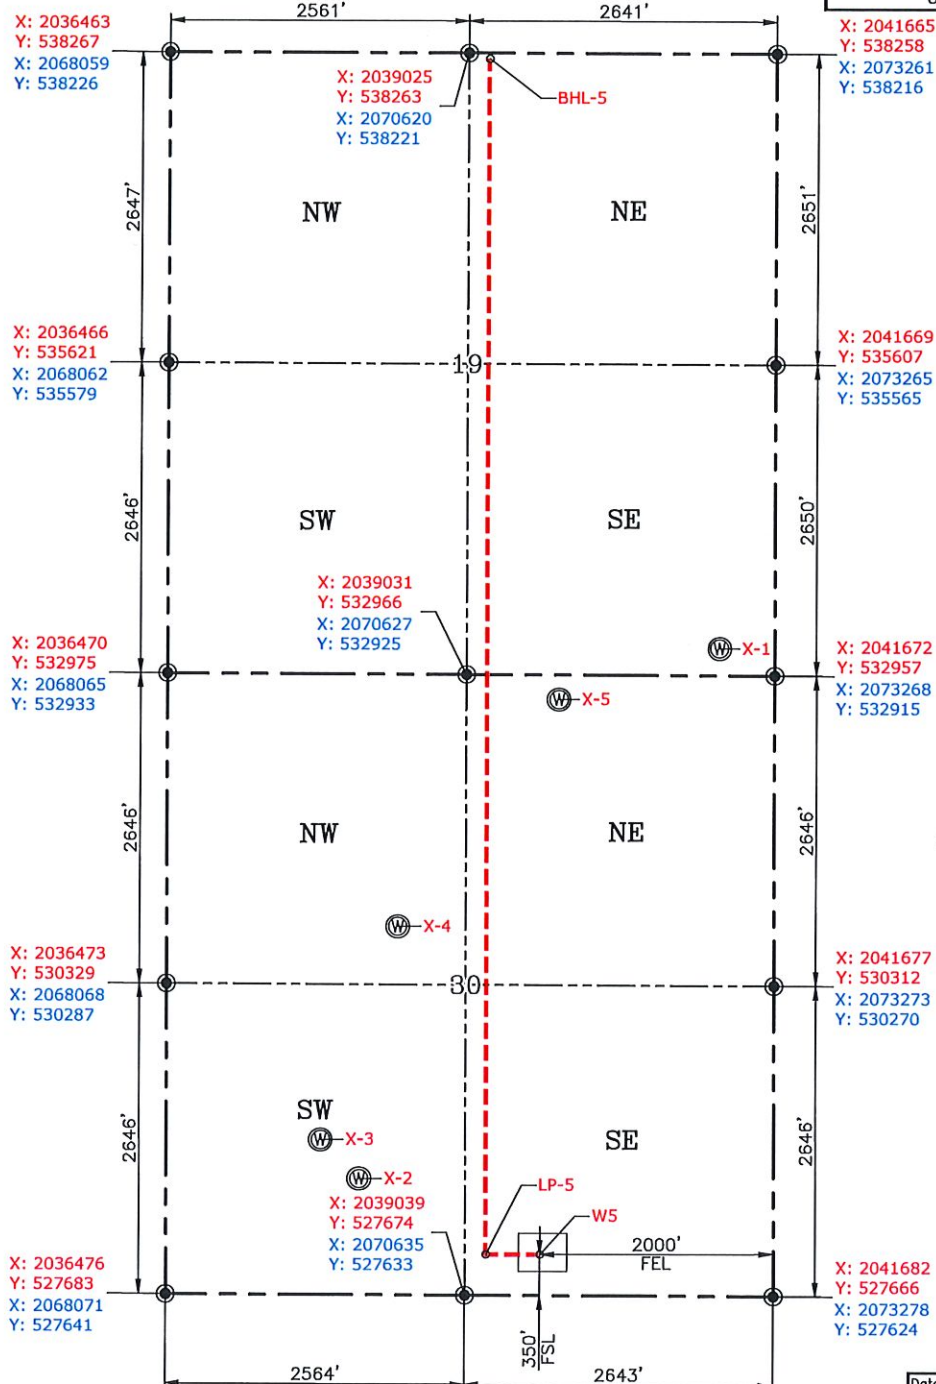 2561'
2641'
X: 2036463
Y: 538267
X: 2068059
Y: 538226
X: 2039025
Y: 538263
X: 2070620
Y: 538221
BHL-5
X: 2041665
Y: 538258
X: 2073261
Y: 538216
2647'
NW
NE
2651'
X: 2036466
Y: 535621
X: 2068062
Y: 535579
19
X: 2041669
Y: 535607
X: 2073265
Y: 535565
2646'
SW
SE
2650'
X: 2039031
Y: 532966
X: 2070627
Y: 532925
X: 2036470
Y: 532975
X: 2068065
Y: 532933
W
X-1
X: 2041672
Y: 532957
X: 2073268
Y: 532915
W
X-5
2646'
NW
NE
2646'
W
X-4
X: 2036473
Y: 530329
X: 2068068
Y: 530287
30
X: 2041677
Y: 530312
X: 2073273
Y: 530270
2646'
SW
W
X-3
SE
2646'
W
X-2
LP-5
W5
X: 2039039
Y: 527674
X: 2070635
Y: 527633
2000'
FEL
X: 2036476
Y: 527683
X: 2068071
Y: 527641
X: 2041682
Y: 527666
X: 2073278
Y: 527624
350'
FSL
2564'
2643'
Date